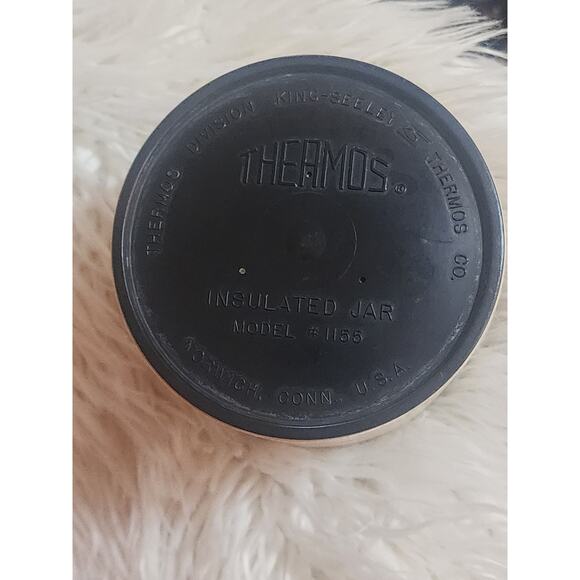 THERMOS DIVISION KING-SEELEY THERMOS CO.
THERMOS ®
INSULATED JAR
MODEL #1155
NORWICH, CONN., U.S.A.